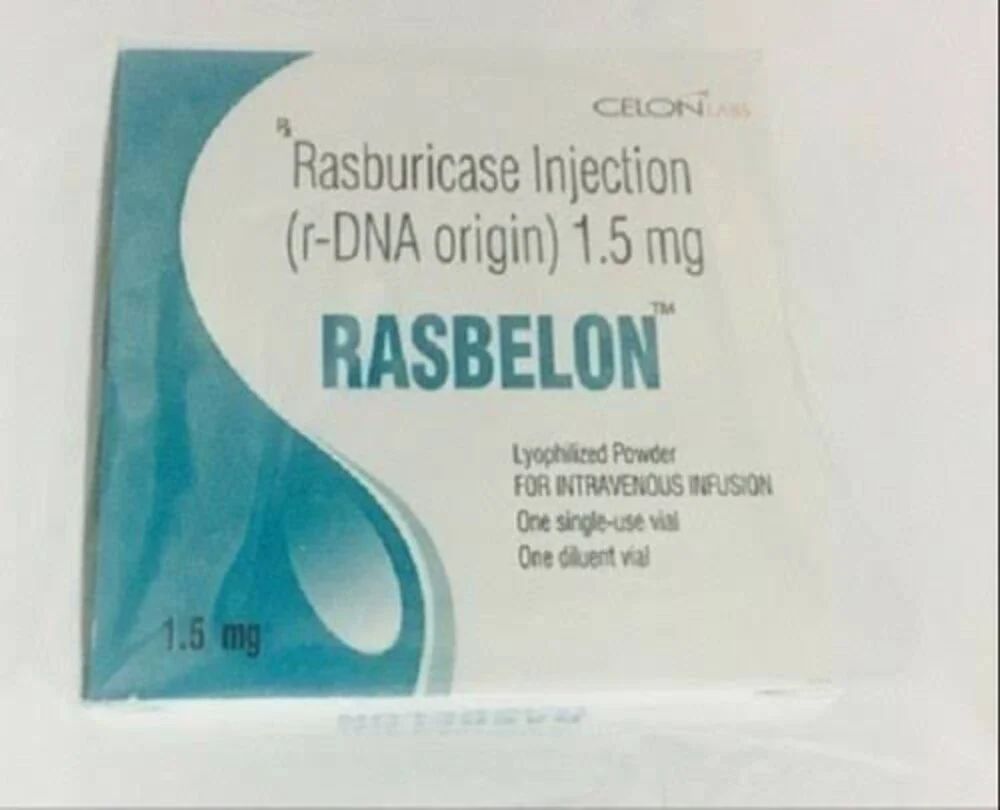 CELON LABS
Rx
Rasburicase Injection
(r-DNA origin) 1.5 mg
RASBELON™
Lyophilized Powder
FOR INTRAVENOUS INFUSION
One single-use vial
One diluent vial
1.5 mg